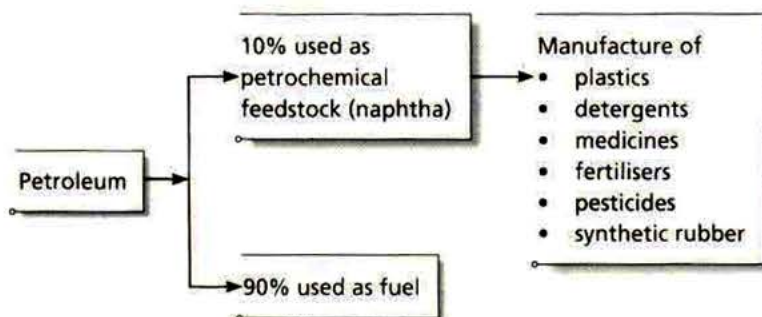 Petroleum
10% used as
petrochemical
feedstock (naphtha)
90% used as fuel
Manufacture of
• plastics
• detergents
• medicines
• fertilisers
• pesticides
• synthetic rubber